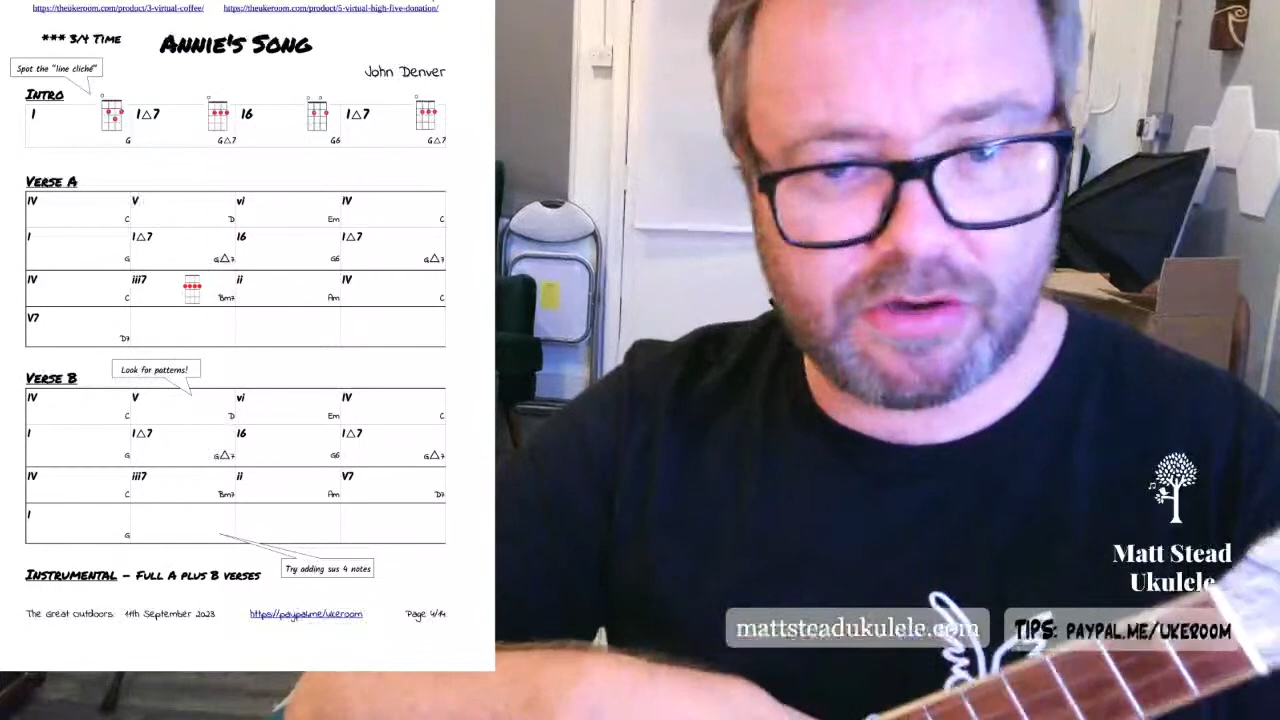 https://theukeroom.com/product/3-virtual-coffee/ https://theukeroom.com/product/5-virtual-high-five-donation/
*** 3/4 Time
Annie's Song
Spot the "line cliché"
John Denver
Intro
I I△7 I6 I△7
G G△7 G6 G△7
Verse A
IV V vi IV
C D Em C
I I△7 I6 I△7
G G△7 G6 G△7
IV iii7 ii IV
C Bm7 Am C
V7
D7
Look for patterns!
Verse B
IV V vi IV
C D Em C
I I△7 I6 I△7
G G△7 G6 G△7
IV iii7 ii V7
C Bm7 Am D7
I
G
Try adding sus 4 notes
Instrumental – Full A plus B verses
The great outdoors: 11th September 2023 https://paypal.me/ukeroom Page 4/14
Matt Stead
Ukulele
mattsteadukulele.com
TIPS: PAYPAL.ME/UKEROOM